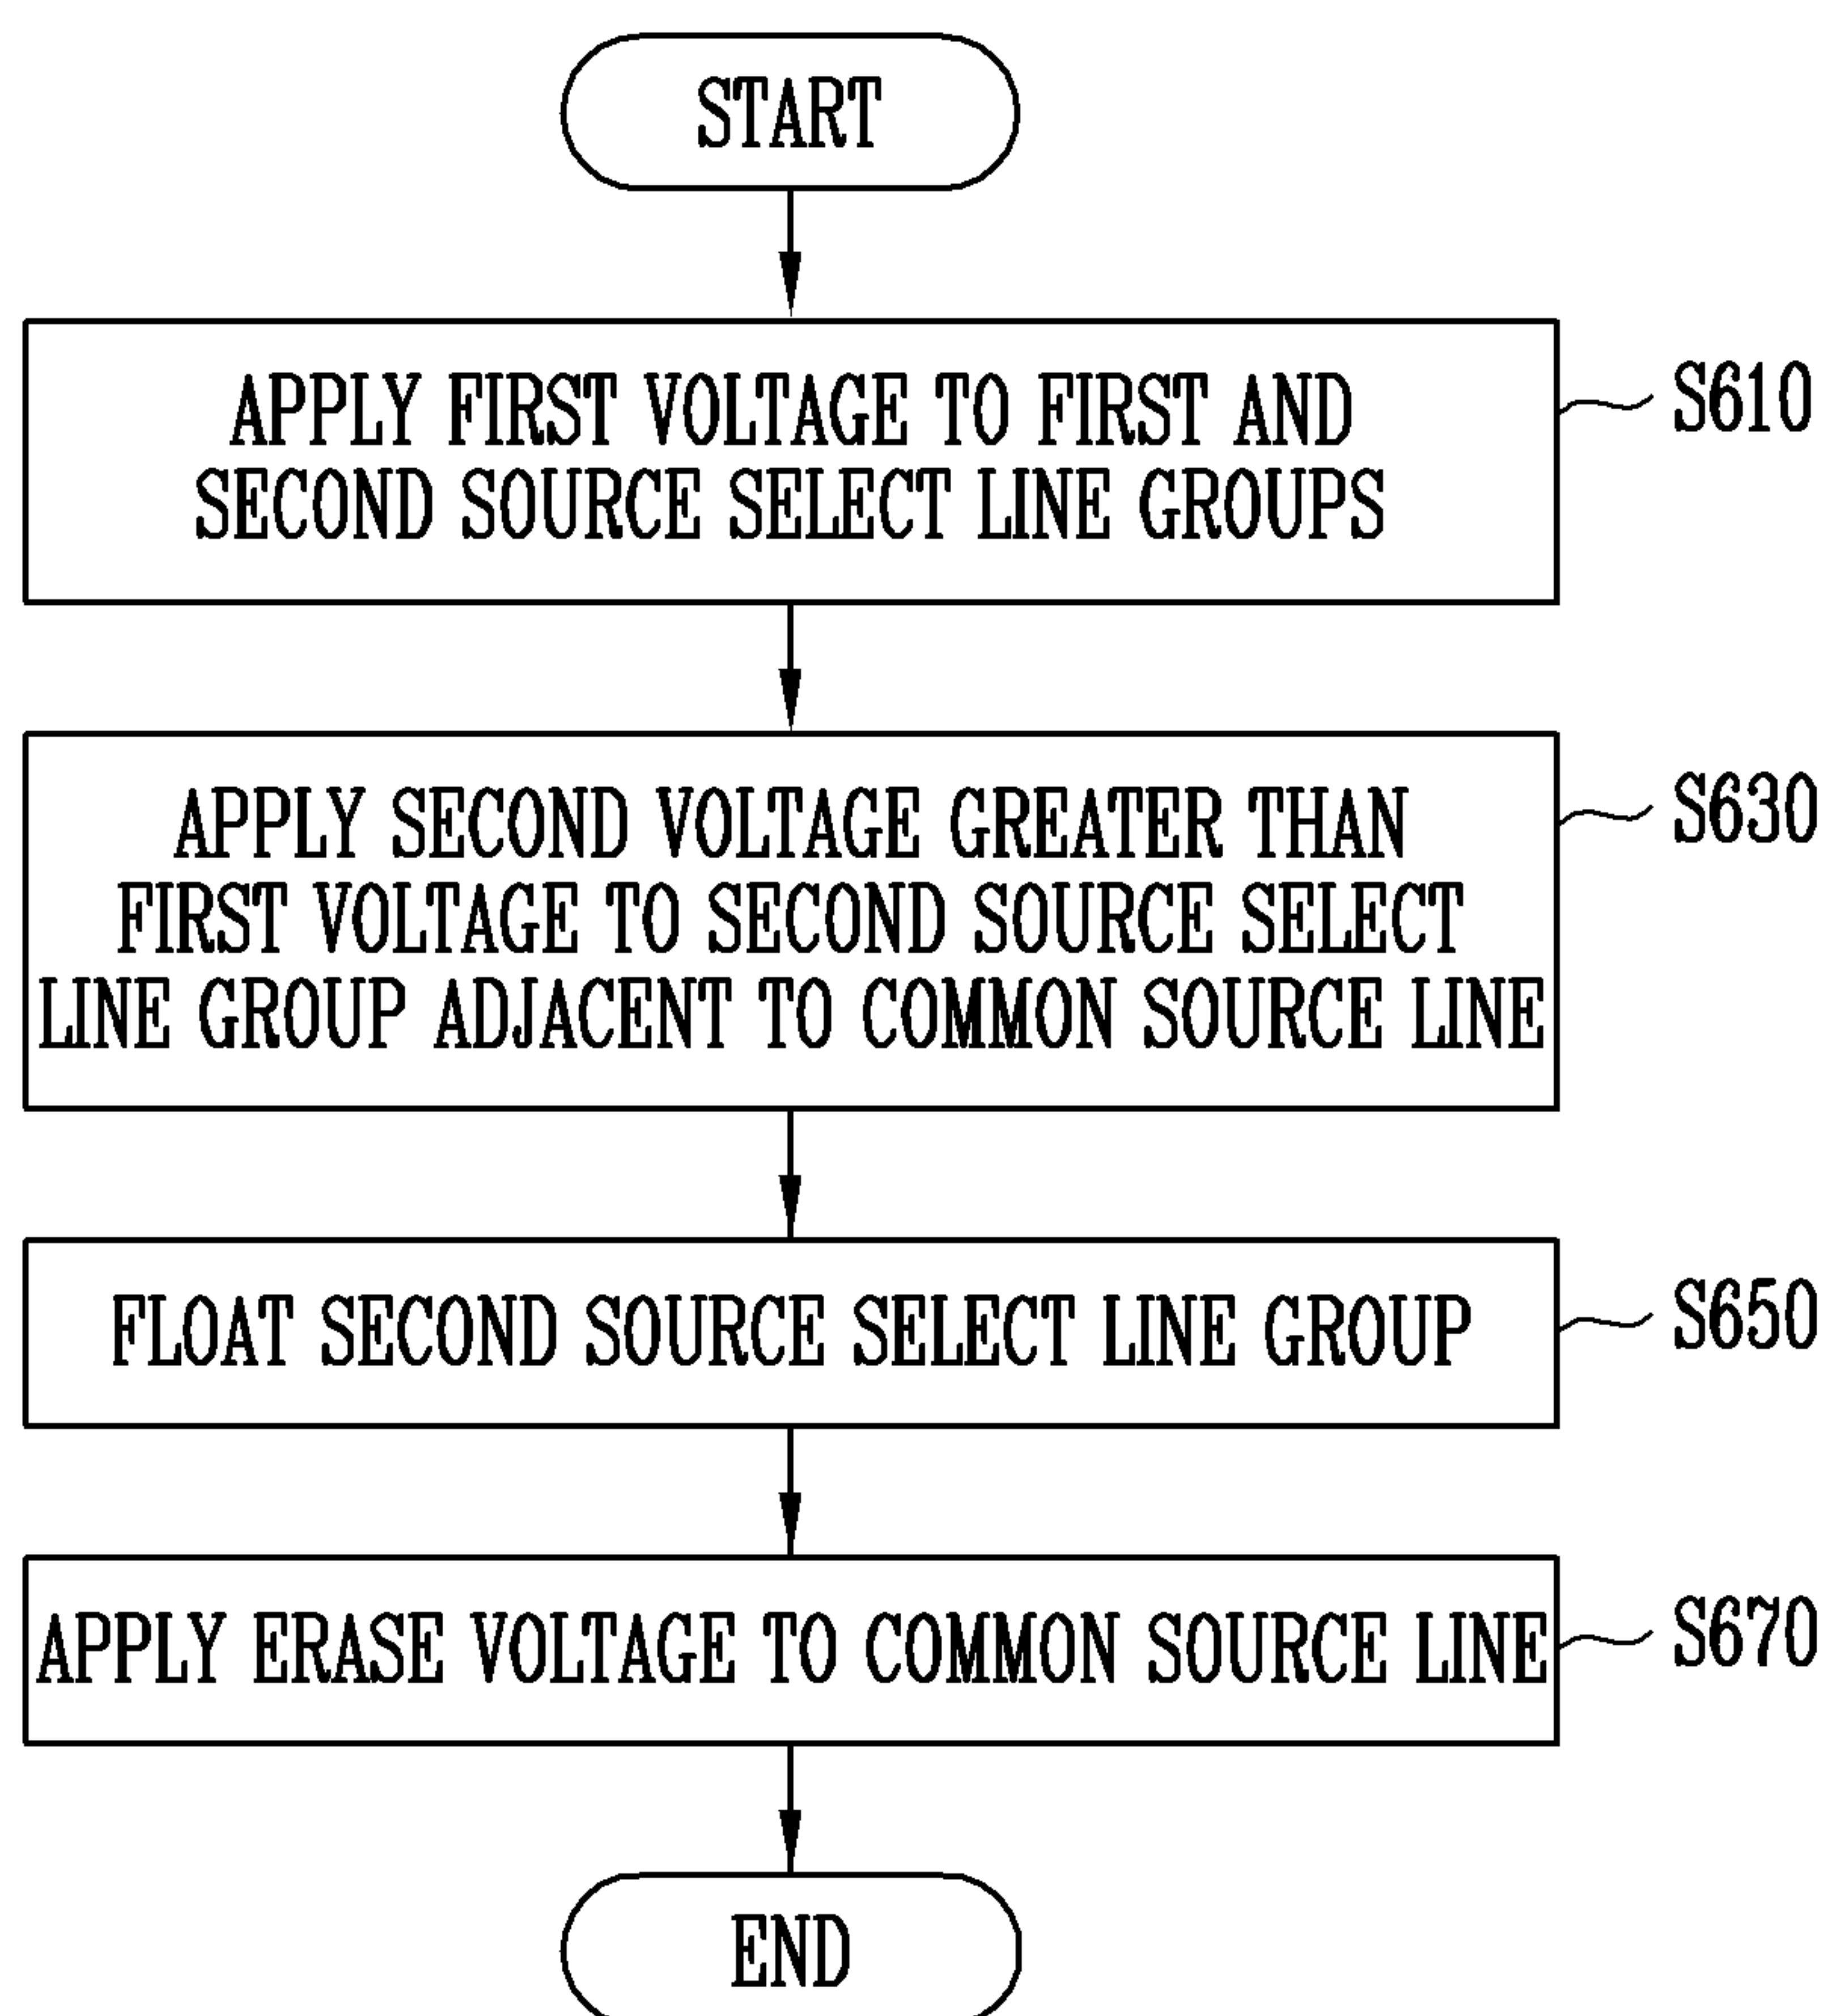 START
APPLY FIRST VOLTAGE TO FIRST AND
SECOND SOURCE SELECT LINE GROUPS
S610
APPLY SECOND VOLTAGE GREATER THAN
FIRST VOLTAGE TO SECOND SOURCE SELECT
LINE GROUP ADJACENT TO COMMON SOURCE LINE
S630
FLOAT SECOND SOURCE SELECT LINE GROUP
S650
APPLY ERASE VOLTAGE TO COMMON SOURCE LINE
S670
END